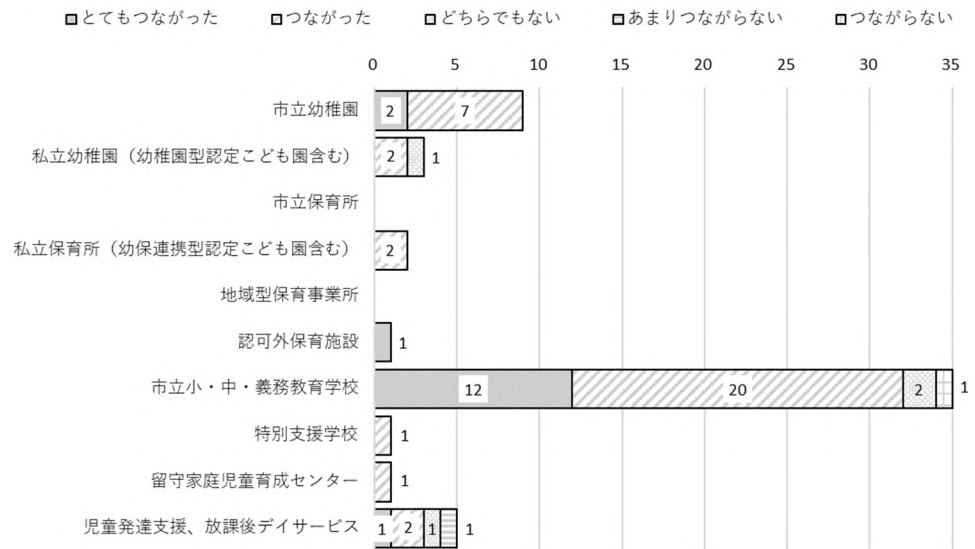 とてもつながった つながった どちらでもない あまりつながらない つながらない
0 5 10 15 20 25 30 35
市立幼稚園 2 7
私立幼稚園（幼稚園型認定こども園含む） 2 1
市立保育所
私立保育所（幼保連携型認定こども園含む） 2
地域型保育事業所
認可外保育施設 1
市立小・中・義務教育学校 12 20 2 1
特別支援学校 1
留守家庭児童育成センター 1
児童発達支援、放課後デイサービス 1 2 1 1